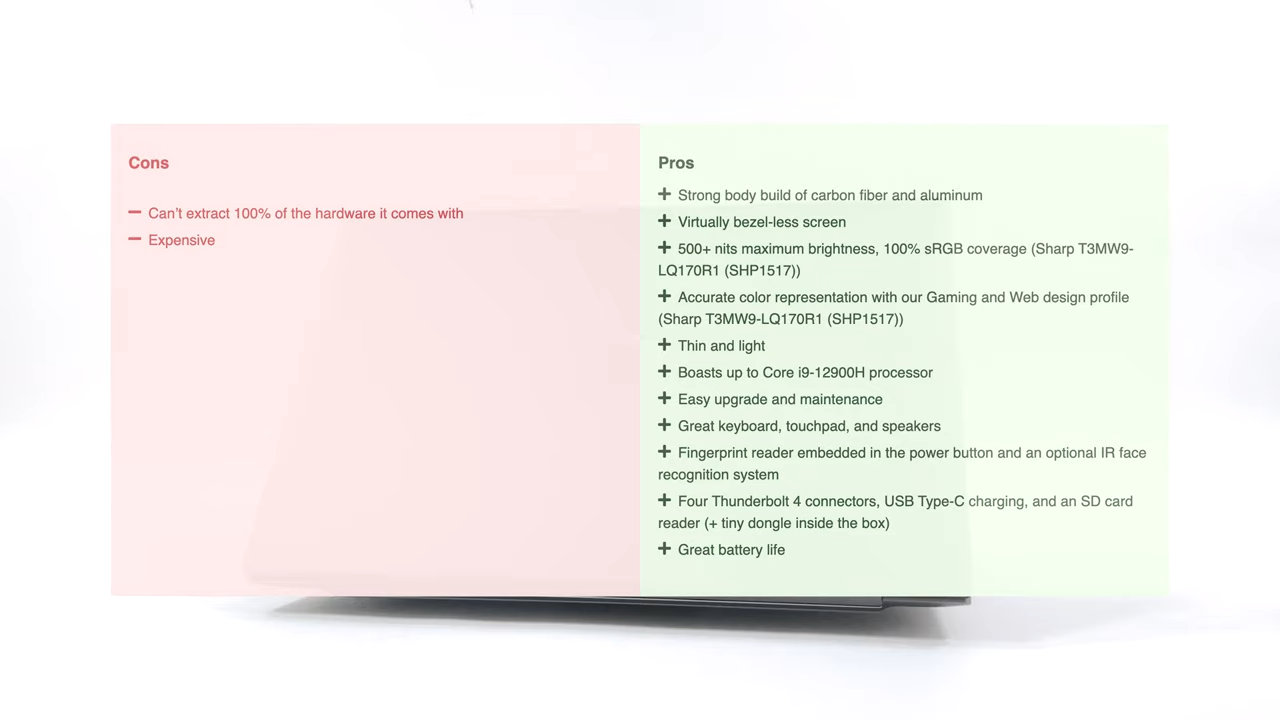 Cons
− Can’t extract 100% of the hardware it comes with
− Expensive
Pros
+ Strong body build of carbon fiber and aluminum
+ Virtually bezel-less screen
+ 500+ nits maximum brightness, 100% sRGB coverage (Sharp T3MW9-
LQ170R1 (SHP1517))
+ Accurate color representation with our Gaming and Web design profile
(Sharp T3MW9-LQ170R1 (SHP1517))
+ Thin and light
+ Boasts up to Core i9-12900H processor
+ Easy upgrade and maintenance
+ Great keyboard, touchpad, and speakers
+ Fingerprint reader embedded in the power button and an optional IR face
recognition system
+ Four Thunderbolt 4 connectors, USB Type-C charging, and an SD card
reader (+ tiny dongle inside the box)
+ Great battery life